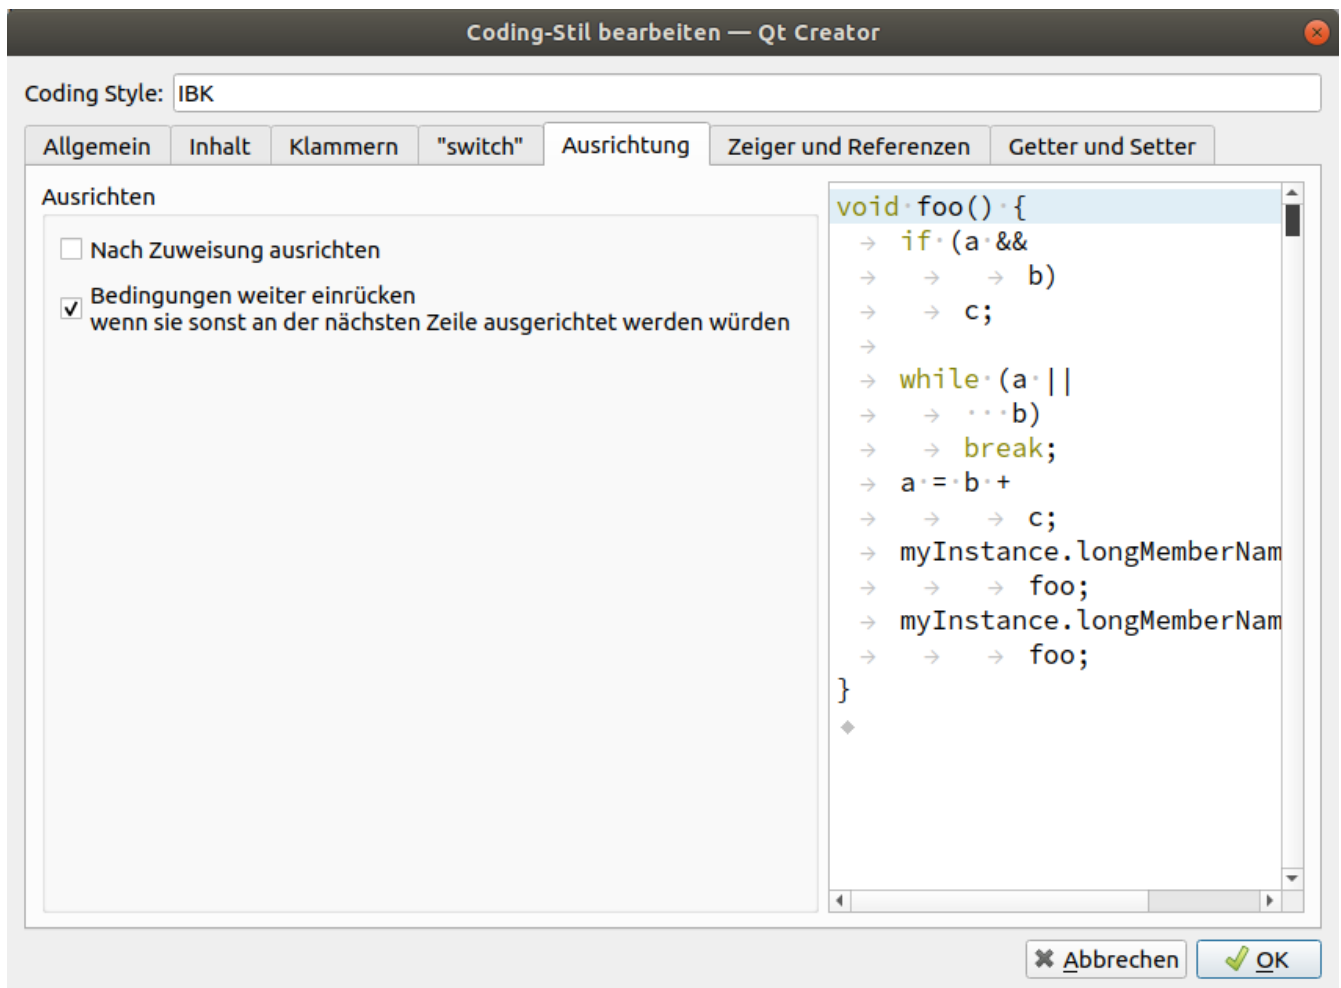 Coding-Stil bearbeiten — Qt Creator
Coding Style: IBK
Allgemein Inhalt Klammern "switch" Ausrichtung Zeiger und Referenzen Getter und Setter
Ausrichten
Nach Zuweisung ausrichten
Bedingungen weiter einrücken
wenn sie sonst an der nächsten Zeile ausgerichtet werden würden
void·foo()·{
→ if·(a·&&
→ → → b)
→ → c;
→
→ while·(a·||
→ → ···b)
→ → break;
→ a·=·b·+
→ → → c;
→ myInstance.longMemberNam
→ → → foo;
→ myInstance.longMemberNam
→ → → foo;
}
Abbrechen OK